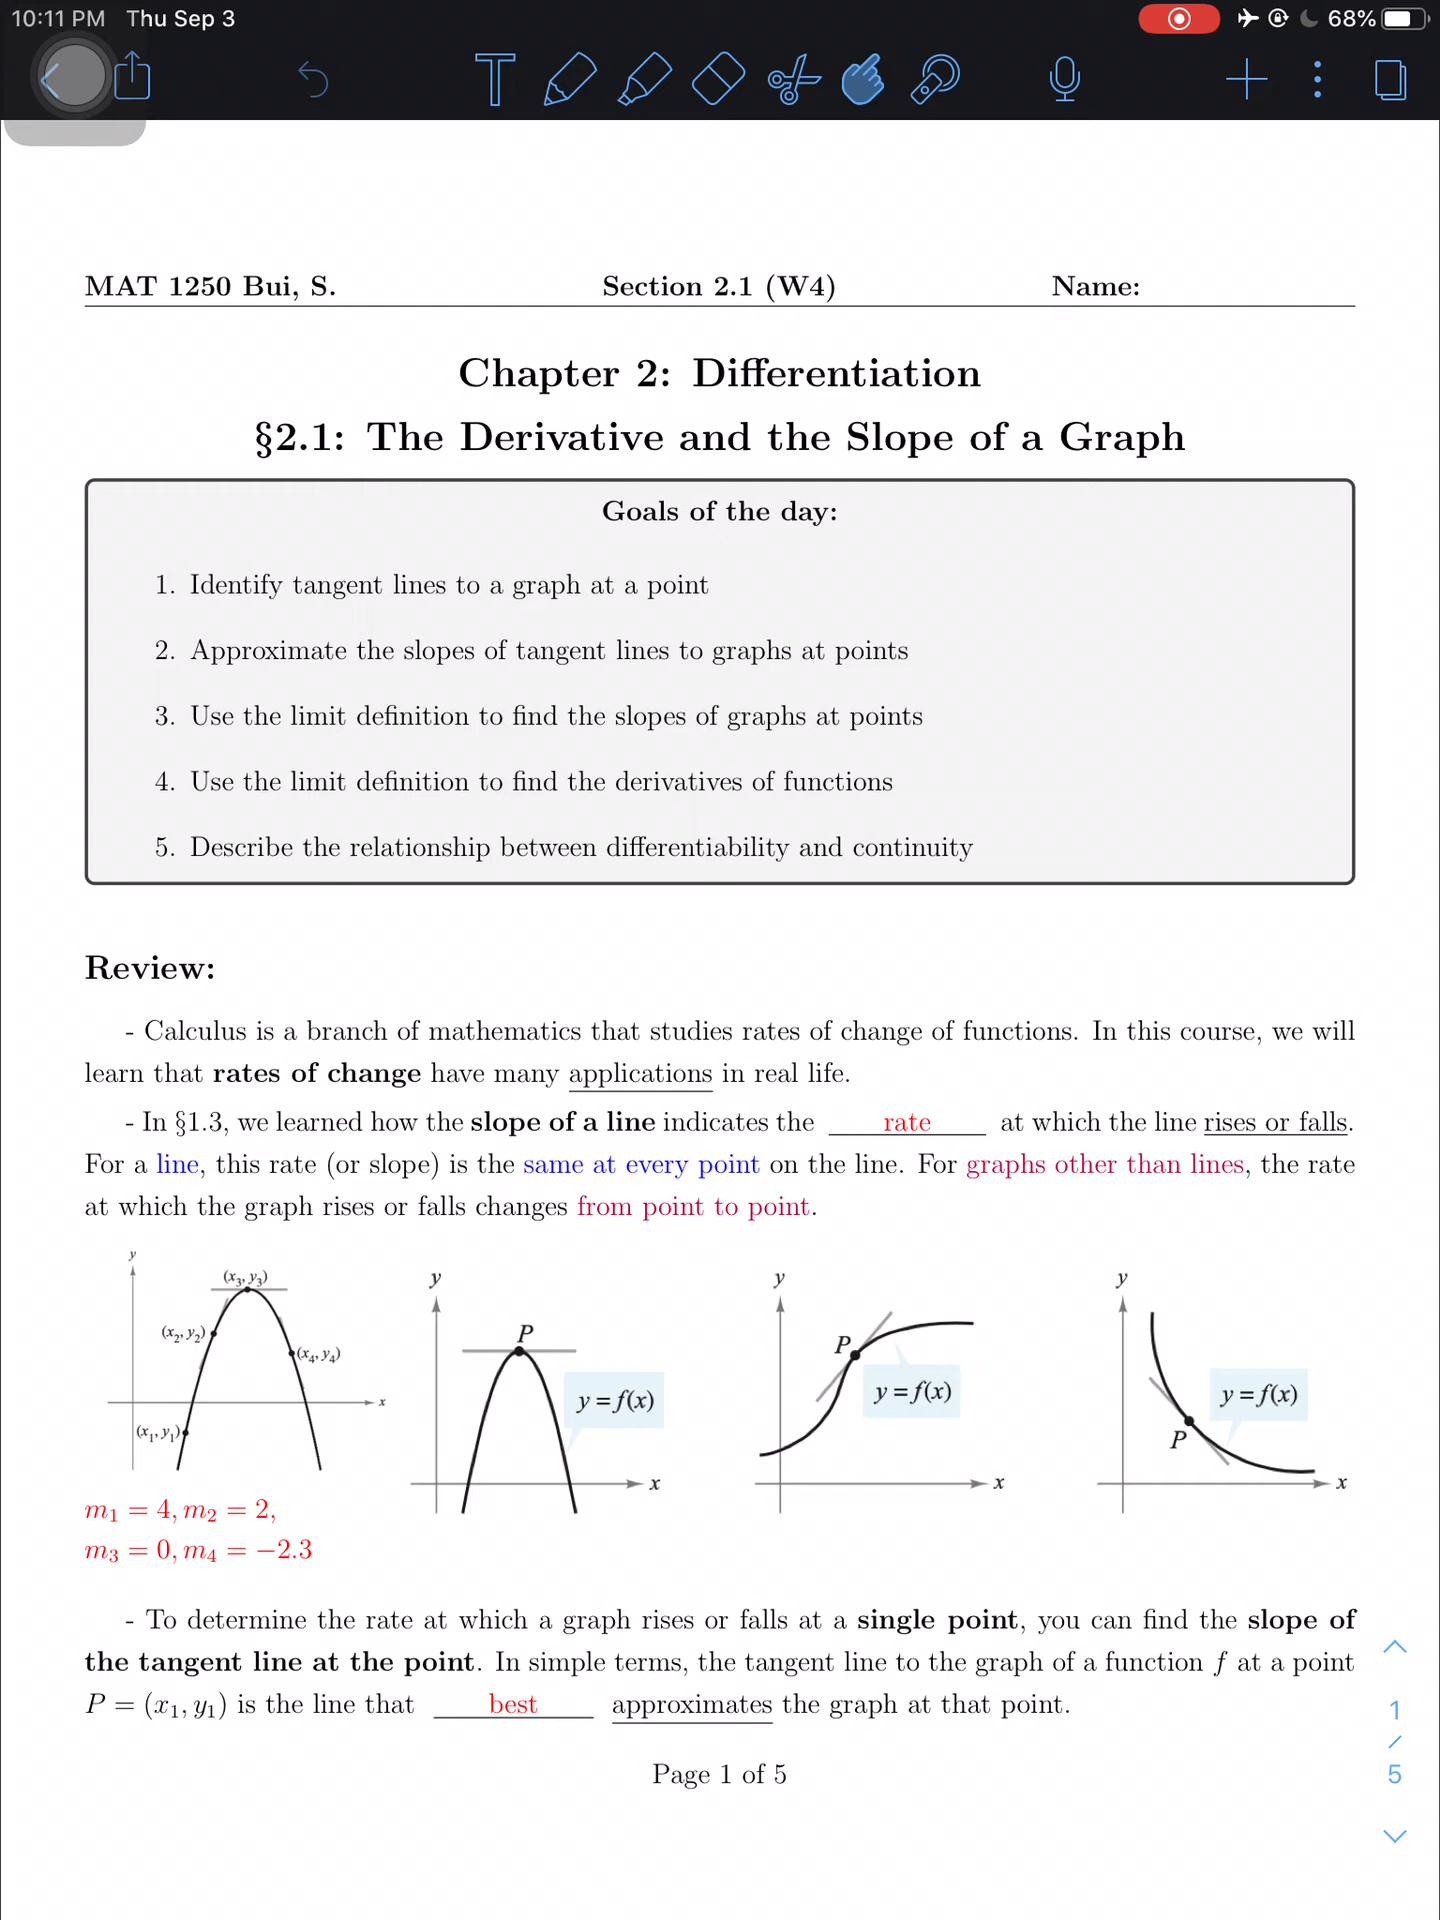 10:11 PM Thu Sep 3
68%
MAT 1250 Bui, S. Section 2.1 (W4) Name:
Chapter 2: Differentiation
§2.1: The Derivative and the Slope of a Graph
Goals of the day:
1. Identify tangent lines to a graph at a point
2. Approximate the slopes of tangent lines to graphs at points
3. Use the limit definition to find the slopes of graphs at points
4. Use the limit definition to find the derivatives of functions
5. Describe the relationship between differentiability and continuity
Review:
- Calculus is a branch of mathematics that studies rates of change of functions. In this course, we will
learn that rates of change have many applications in real life.
- In §1.3, we learned how the slope of a line indicates the rate at which the line rises or falls.
For a line, this rate (or slope) is the same at every point on the line. For graphs other than lines, the rate
at which the graph rises or falls changes from point to point.
y
(x₃, y₃)
(x₂, y₂)
(x₄, y₄)
x
(x₁, y₁)
y
P
y = f(x)
x
y
P
y = f(x)
x
y
y = f(x)
P
x
m₁ = 4, m₂ = 2,
m₃ = 0, m₄ = −2.3
- To determine the rate at which a graph rises or falls at a single point, you can find the slope of
the tangent line at the point. In simple terms, the tangent line to the graph of a function f at a point
P = (x₁, y₁) is the line that best approximates the graph at that point.
Page 1 of 5
1
/
5